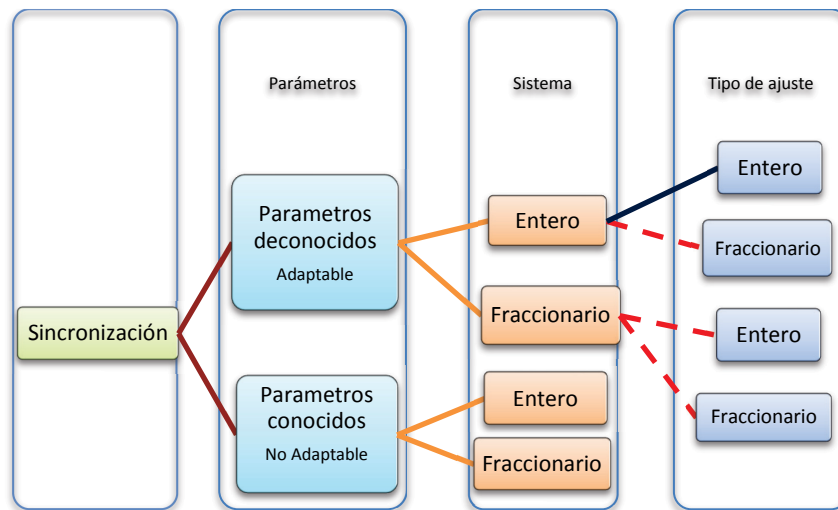 Parámetros
Sistema
Tipo de ajuste
Sincronización
Parametros
deconocidos
Adaptable
Parametros
conocidos
No Adaptable
Entero
Fraccionario
Entero
Fraccionario
Entero
Fraccionario
Entero
Fraccionario